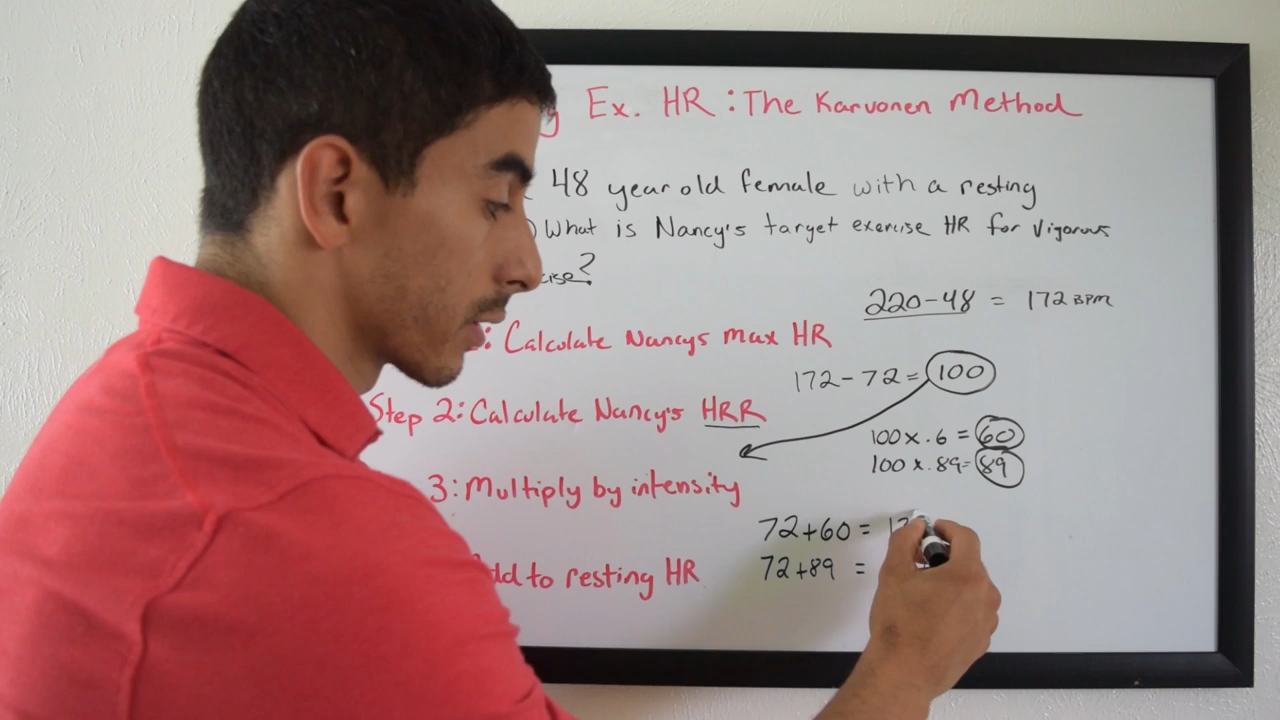 Ex. HR : The Karvonen Method
48 year old female with a resting
What is Nancy's target exercise HR for vigorous
cise?
220-48 = 172 BPM
: Calculate Nancys max HR
172-72= 100
Step 2: Calculate Nancy's HRR
100x.6 = 60
100 x .89= 89
3: Multiply by intensity
72+60 =
72+89 =
dd to resting HR